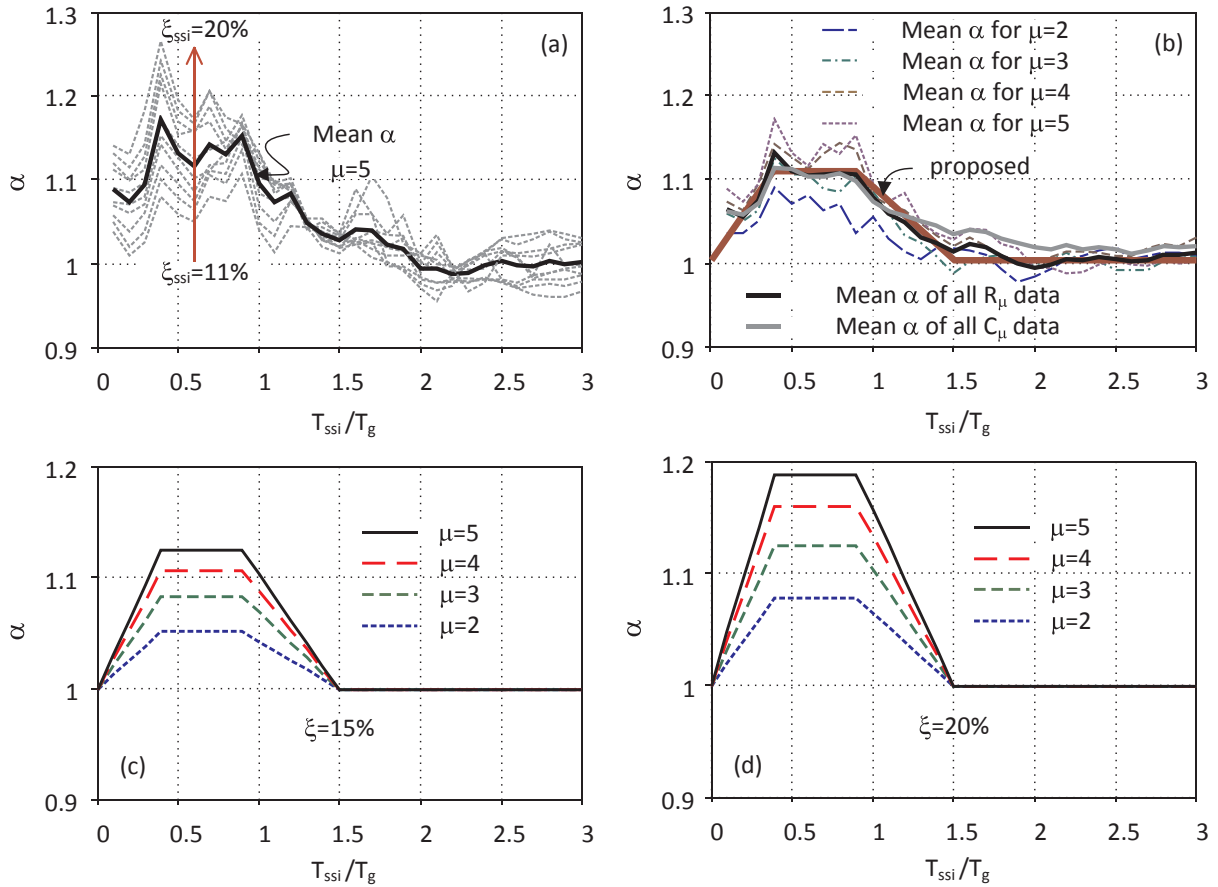 1.3
1.2
1.1
1
0.9
α
ξssi=20%
(a)
Mean α
μ=5
ξssi=11%
0 0.5 1 1.5 2 2.5 3
Tssi/Tg
1.3
1.2
1.1
1
0.9
α
Mean α for μ=2
(b)
Mean α for μ=3
Mean α for μ=4
Mean α for μ=5
proposed
Mean α of all Rμ data
Mean α of all Cμ data
0 0.5 1 1.5 2 2.5 3
Tssi/Tg
1.2
1.1
1
0.9
α
μ=5
μ=4
μ=3
μ=2
ξ=15%
(c)
0 0.5 1 1.5 2 2.5 3
Tssi/Tg
1.2
1.1
1
0.9
α
μ=5
μ=4
μ=3
μ=2
ξ=20%
(d)
0 0.5 1 1.5 2 2.5 3
Tssi/Tg